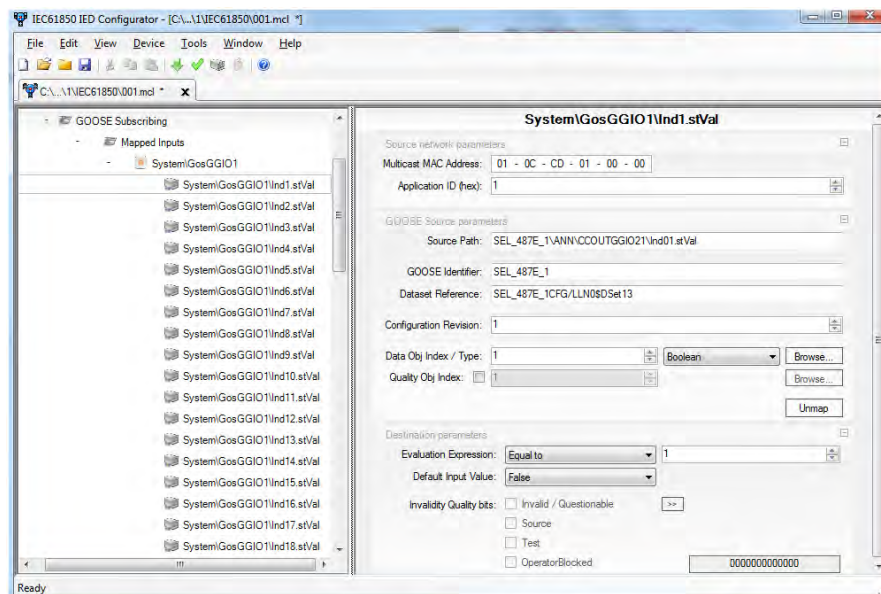 IEC61850 IED Configurator - [C:\...\1\IEC61850\001.mcl *]
File Edit View Device Tools Window Help
C:\...\1\IEC61850\001.mcl * x
GOOSE Subscribing
Mapped Inputs
System\GosGGIO1
System\GosGGIO1\Ind1.stVal
System\GosGGIO1\Ind2.stVal
System\GosGGIO1\Ind3.stVal
System\GosGGIO1\Ind4.stVal
System\GosGGIO1\Ind5.stVal
System\GosGGIO1\Ind6.stVal
System\GosGGIO1\Ind7.stVal
System\GosGGIO1\Ind8.stVal
System\GosGGIO1\Ind9.stVal
System\GosGGIO1\Ind10.stVal
System\GosGGIO1\Ind11.stVal
System\GosGGIO1\Ind12.stVal
System\GosGGIO1\Ind13.stVal
System\GosGGIO1\Ind14.stVal
System\GosGGIO1\Ind15.stVal
System\GosGGIO1\Ind16.stVal
System\GosGGIO1\Ind17.stVal
System\GosGGIO1\Ind18.stVal
System\GosGGIO1\Ind1.stVal
Source network parameters
Multicast MAC Address: 01 - 0C - CD - 01 - 00 - 00
Application ID (hex): 1
GOOSE Source parameters
Source Path: SEL_487E_1\ANN\CCOUTGGIO21\Ind01.stVal
GOOSE Identifier: SEL_487E_1
Dataset Reference: SEL_487E_1CFG/LLN0$DSet13
Configuration Revision: 1
Data Obj Index / Type: 1 Boolean Browse...
Quality Obj Index: 1 Browse...
Unmap
Destination parameters
Evaluation Expression: Equal to 1
Default Input Value: False
Invalidity Quality bits: Invalid / Questionable >>
Source
Test
OperatorBlocked 0000000000000
Ready